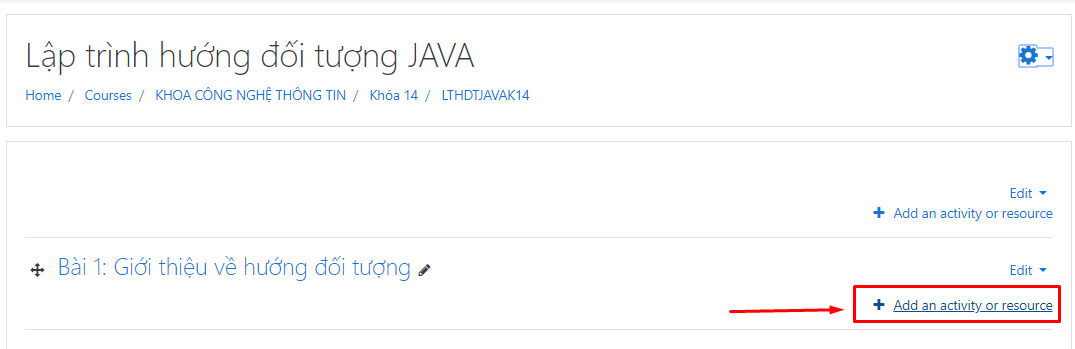 Lập trình hướng đối tượng JAVA
Home / Courses / KHOA CÔNG NGHỆ THÔNG TIN / Khóa 14 / LTHDTJAVAK14
Edit
Add an activity or resource
Bài 1: Giới thiệu về hướng đối tượng
Edit
Add an activity or resource